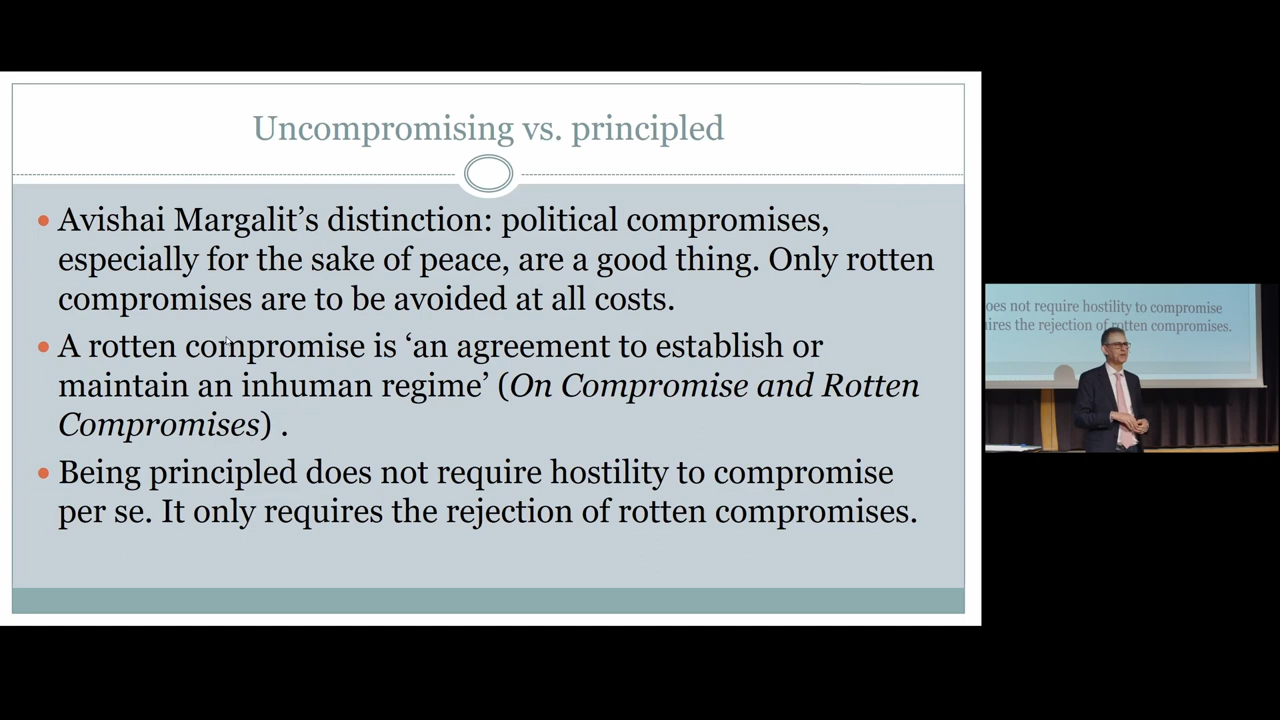 Uncompromising vs. principled
• Avishai Margalit’s distinction: political compromises,
especially for the sake of peace, are a good thing. Only rotten
compromises are to be avoided at all costs.
• A rotten compromise is ‘an agreement to establish or
maintain an inhuman regime’ (On Compromise and Rotten
Compromises) .
• Being principled does not require hostility to compromise
per se. It only requires the rejection of rotten compromises.
oes not require hostility to compromise
ires the rejection of rotten compromises.